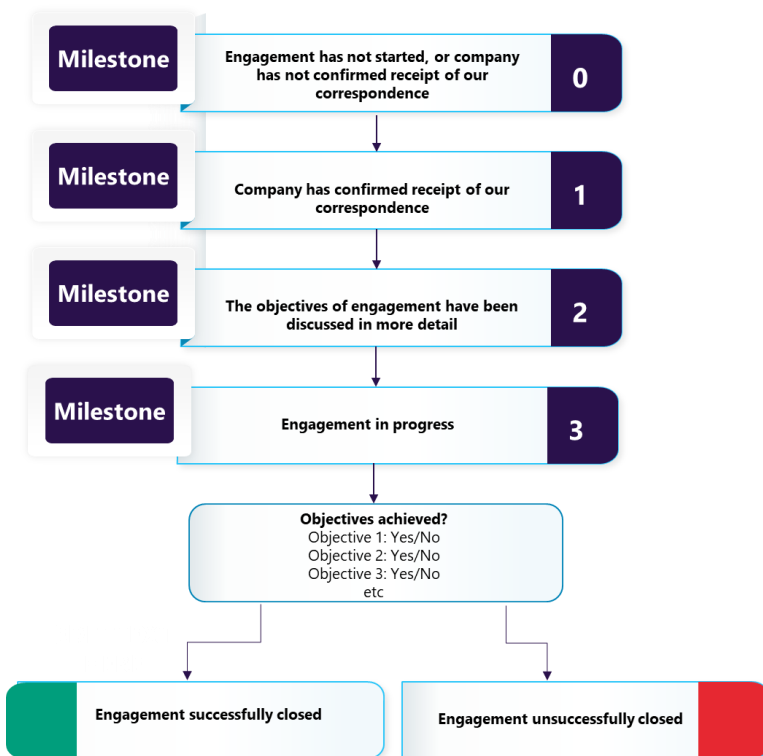 Milestone
Engagement has not started, or company
has not confirmed receipt of our
correspondence
0
Milestone
Company has confirmed receipt of our
correspondence
1
Milestone
The objectives of engagement have been
discussed in more detail
2
Milestone
Engagement in progress
3
Objectives achieved?
Objective 1: Yes/No
Objective 2: Yes/No
Objective 3: Yes/No
etc
Engagement successfully closed
Engagement unsuccessfully closed